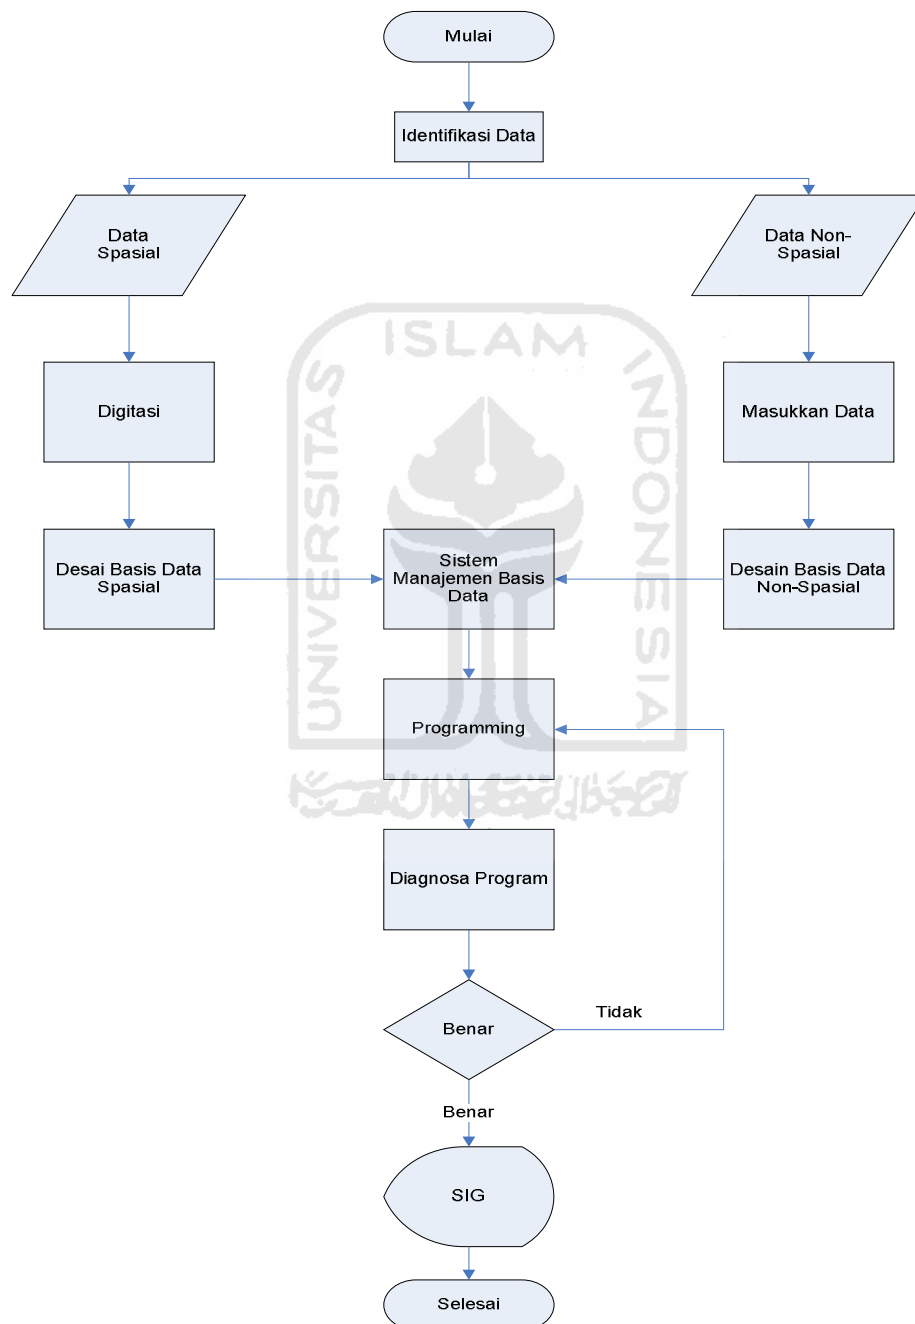 Mulai
Identifikasi Data
Data
Spasial
Data Non-
Spasial
Digitasi
Masukkan Data
Desai Basis Data
Spasial
Sistem
Manajemen Basis
Data
Desain Basis Data
Non-Spasial
Programming
Diagnosa Program
Benar
Tidak
Benar
SIG
Selesai
UNIVERSITAS
ISLAM
INDONESIA